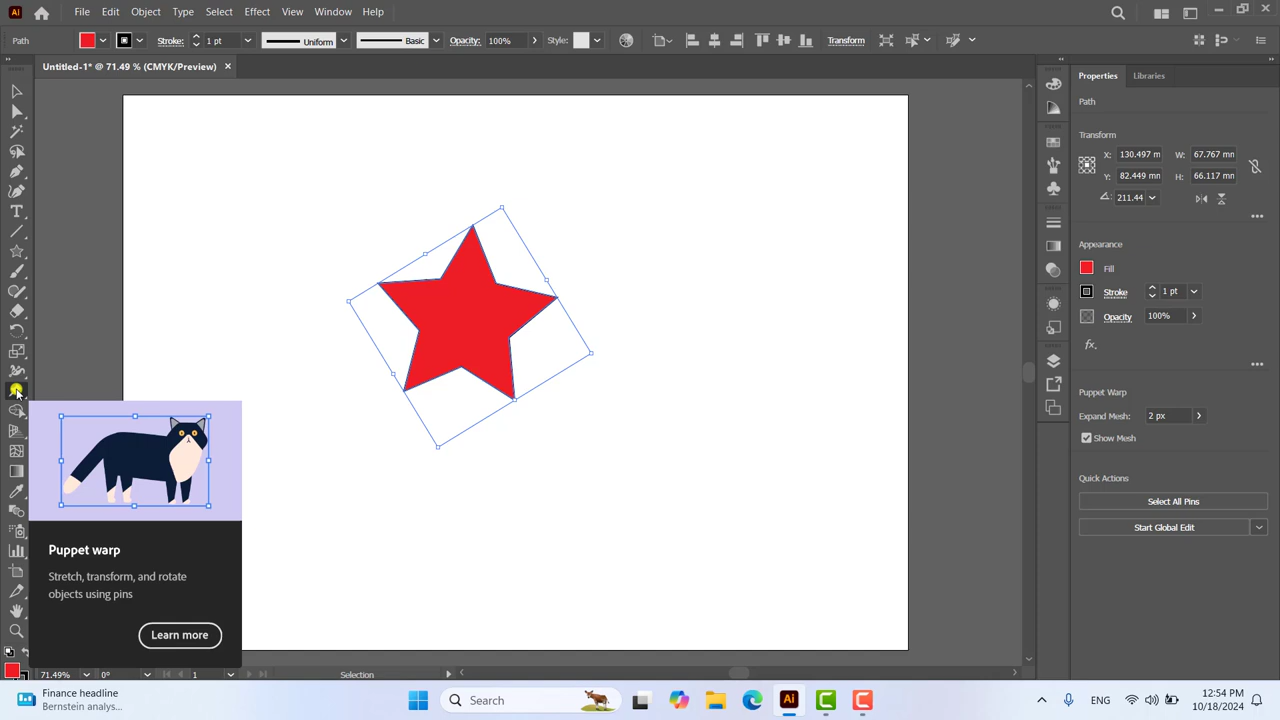 Ai File Edit Object Type Select Effect View Window Help
Path Stroke: 1 pt Uniform Basic Opacity: 100% Style: Transform
Untitled-1* @ 71.49 % (CMYK/Preview) ×
Properties Libraries
Path
Transform
X: 130.497 m W: 67.767 mn
Y: 82.449 mn H: 66.117 mn
211.44
Appearance
Fill
Stroke 1 pt
Opacity 100%
fx.
Puppet Warp
Expand Mesh: 2 px
Show Mesh
Quick Actions
Select All Pins
Start Global Edit
Puppet warp
Stretch, transform, and rotate
objects using pins
Learn more
71.49% 0° 1 Selection
Finance headline
Bernstein analys...
Search
Ai
ENG
12:54 PM
10/18/2024